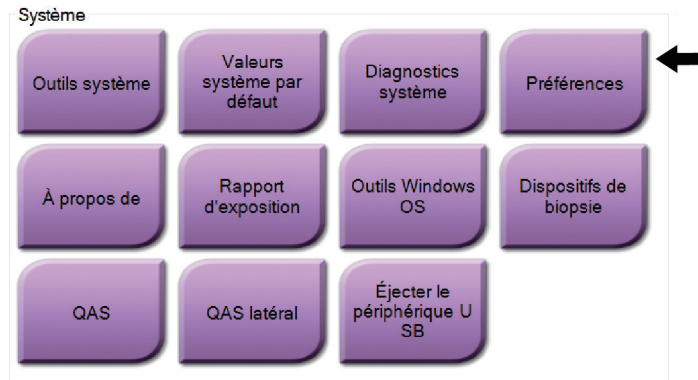 Système
Outils système
Valeurs
système par
défaut
Diagnostics
système
Préférences
À propos de
Rapport
d'exposition
Outils Windows
OS
Dispositifs de
biopsie
QAS
QAS latéral
Éjecter le
périphérique U
SB